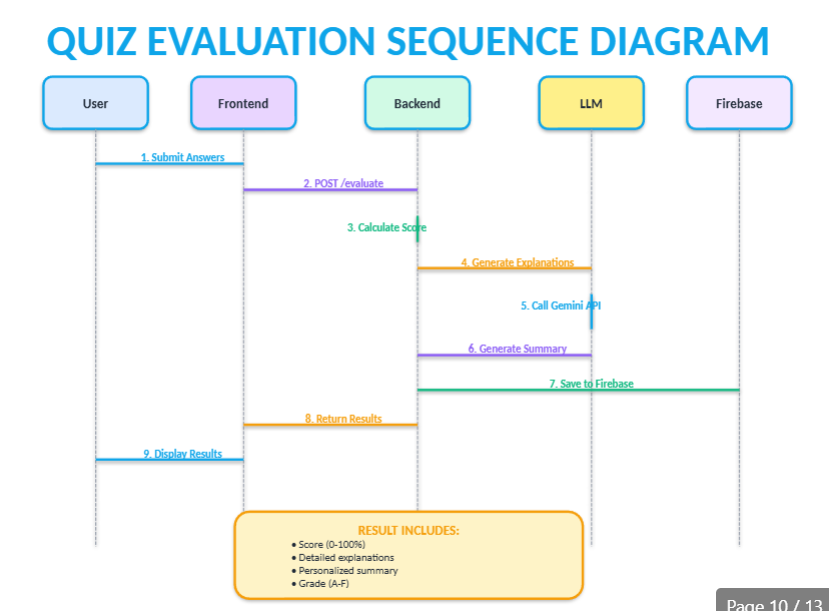 QUIZ EVALUATION SEQUENCE DIAGRAM
User
Frontend
Backend
LLM
Firebase
1. Submit Answers
2. POST /evaluate
3. Calculate Score
4. Generate Explanations
5. Call Gemini API
6. Generate Summary
7. Save to Firebase
8. Return Results
9. Display Results
RESULT INCLUDES:
• Score (0-100%)
• Detailed explanations
• Personalized summary
• Grade (A-F)
Page 10 / 13